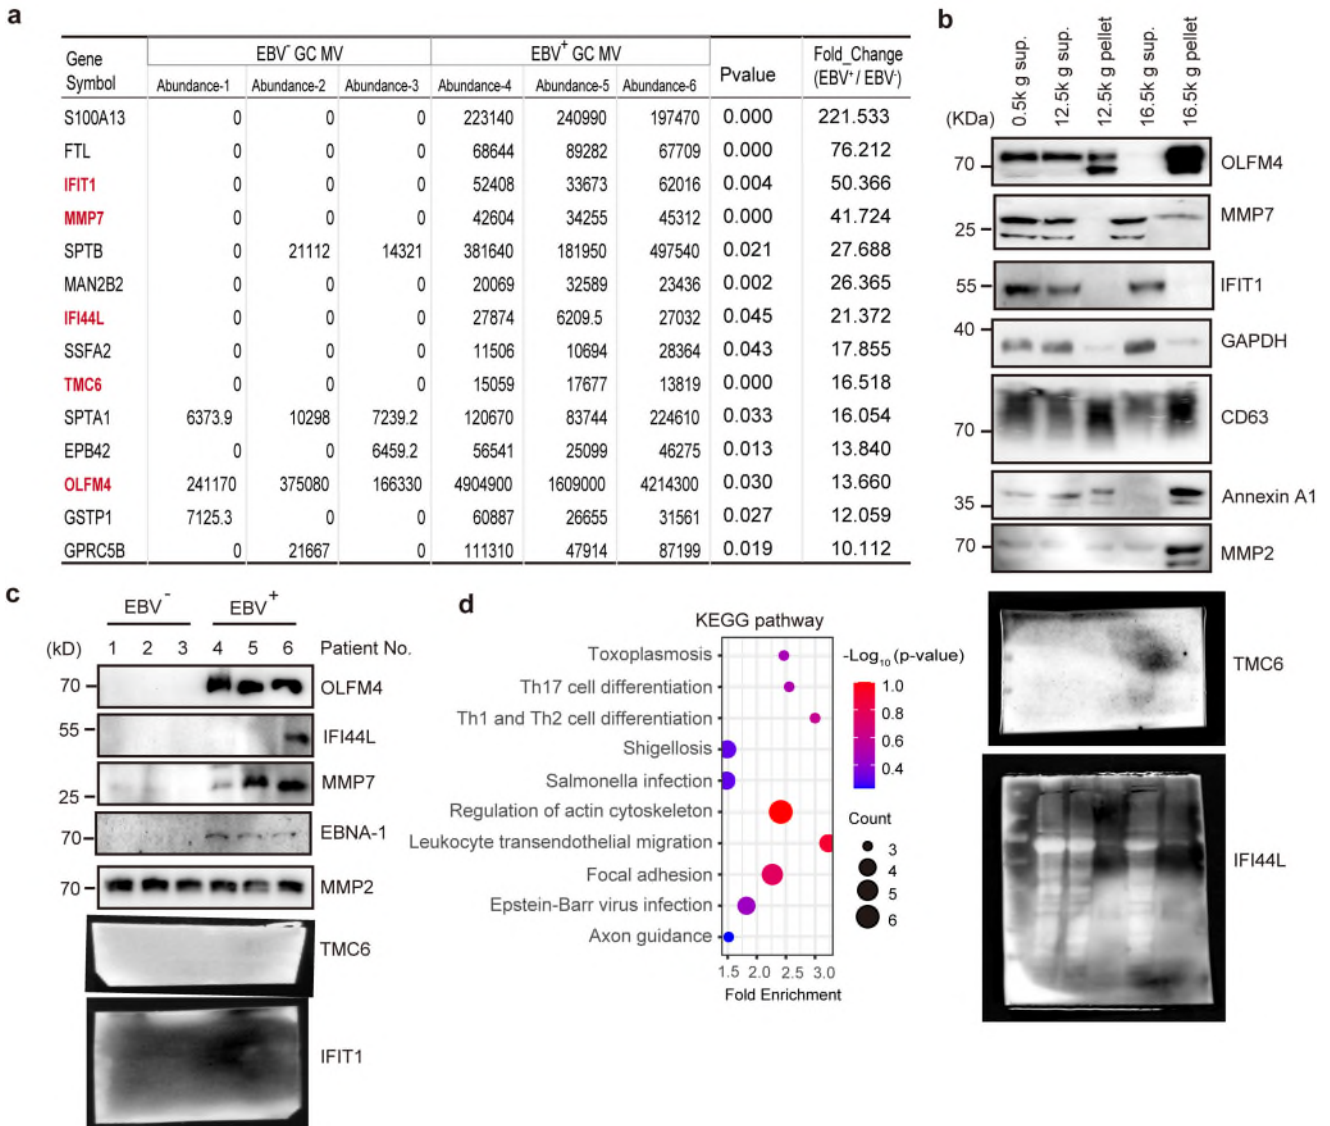 a
Gene Symbol EBV⁻ GC MV EBV⁺ GC MV Pvalue Fold_Change (EBV⁺/ EBV⁻)
Abundance-1 Abundance-2 Abundance-3 Abundance-4 Abundance-5 Abundance-6
S100A13 0 0 0 223140 240990 197470 0.000 221.533
FTL 0 0 0 68644 89282 67709 0.000 76.212
IFIT1 0 0 0 52408 33673 62016 0.004 50.366
MMP7 0 0 0 42604 34255 45312 0.000 41.724
SPTB 0 21112 14321 381640 181950 497540 0.021 27.688
MAN2B2 0 0 0 20069 32589 23436 0.002 26.365
IFI44L 0 0 0 27874 6209.5 27032 0.045 21.372
SSFA2 0 0 0 11506 10694 28364 0.043 17.855
TMC6 0 0 0 15059 17677 13819 0.000 16.518
SPTA1 6373.9 10298 7239.2 120670 83744 224610 0.033 16.054
EPB42 0 0 6459.2 56541 25099 46275 0.013 13.840
OLFM4 241170 375080 166330 4904900 1609000 4214300 0.030 13.660
GSTP1 7125.3 0 0 60887 26655 31561 0.027 12.059
GPRC5B 0 21667 0 111310 47914 87199 0.019 10.112
b
0.5k g sup.
12.5k g sup.
12.5k g pellet
16.5k g sup.
16.5k g pellet
(KDa)
70 OLFM4
25 MMP7
55 IFIT1
40 GAPDH
70 CD63
35 Annexin A1
70 MMP2
TMC6
IFI44L
c
EBV⁻ EBV⁺
(kD) 1 2 3 4 5 6 Patient No.
70 OLFM4
55 IFI44L
25 MMP7
70 EBNA-1
70 MMP2
TMC6
IFIT1
d
KEGG pathway
Toxoplasmosis
Th17 cell differentiation
Th1 and Th2 cell differentiation
Shigellosis
Salmonella infection
Regulation of actin cytoskeleton
Leukocyte transendothelial migration
Focal adhesion
Epstein-Barr virus infection
Axon guidance
1.5 2.0 2.5 3.0
Fold Enrichment
-Log₁₀ (p-value)
1.0
0.8
0.6
0.4
Count
3
4
5
6